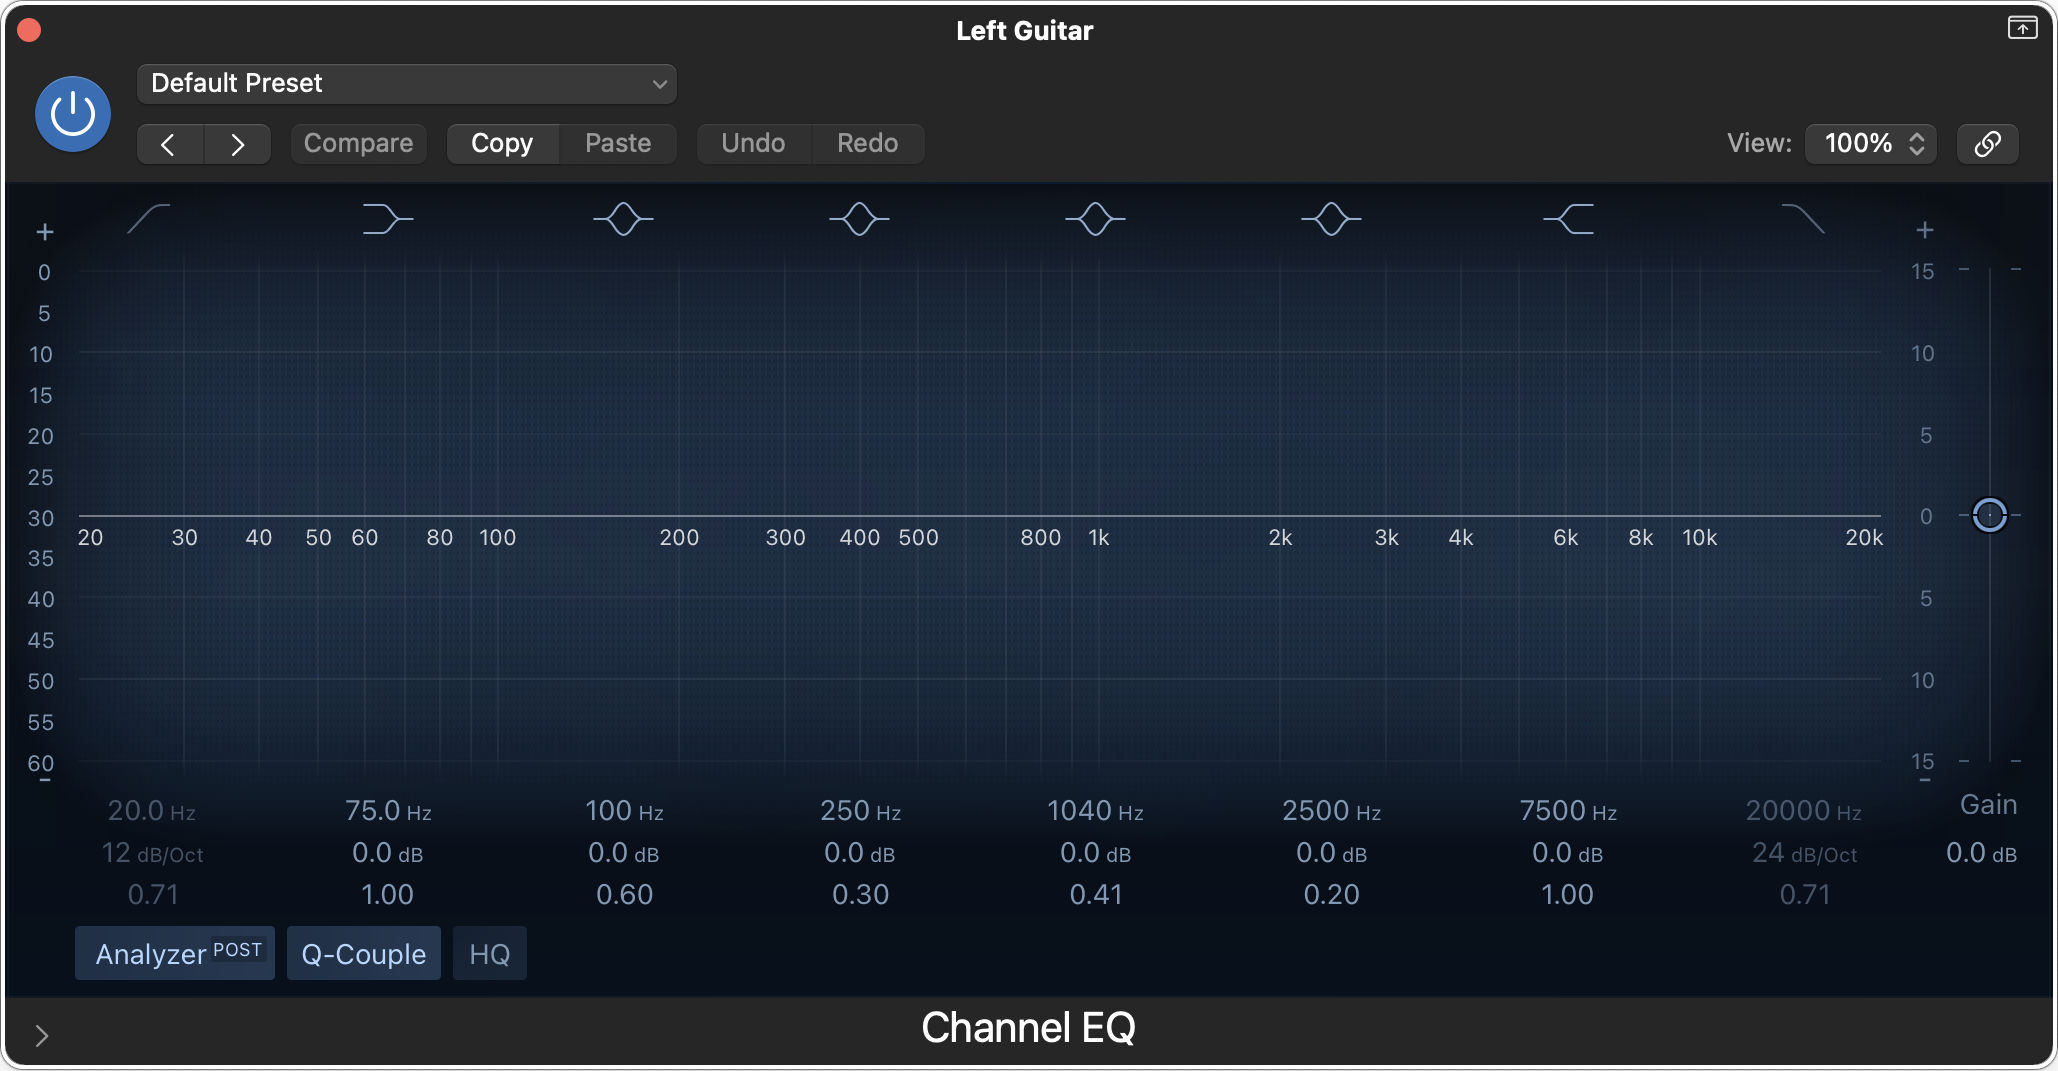 Left Guitar
Default Preset
Compare Copy Paste Undo Redo View: 100%
+ +
0 15
5
10 10
15
20 5
25
30 0
20 30 40 50 60 80 100 200 300 400 500 800 1k 2k 3k 4k 6k 8k 10k 20k
35
40 5
45
50 10
55
60 15
− −
20.0 Hz 75.0 Hz 100 Hz 250 Hz 1040 Hz 2500 Hz 7500 Hz 20000 Hz Gain
12 dB/Oct 0.0 dB 0.0 dB 0.0 dB 0.0 dB 0.0 dB 0.0 dB 24 dB/Oct 0.0 dB
0.71 1.00 0.60 0.30 0.41 0.20 1.00 0.71
Analyzer POST Q-Couple HQ
Channel EQ